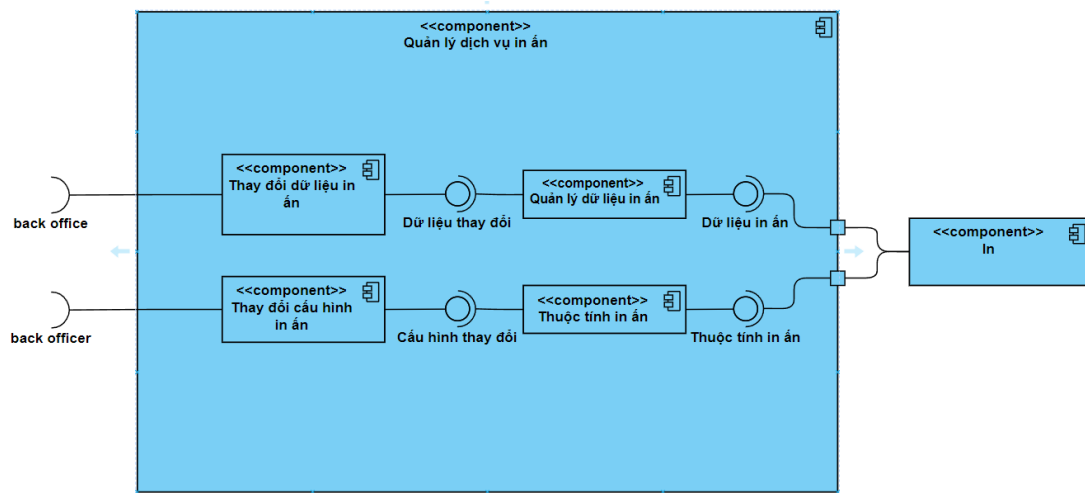 <<component>>
Quản lý dịch vụ in ấn
<<component>>
Thay đổi dữ liệu in
ấn
<<component>>
Quản lý dữ liệu in ấn
back office
Dữ liệu thay đổi
Dữ liệu in ấn
<<component>>
In
<<component>>
Thay đổi cấu hình
in ấn
<<component>>
Thuộc tính in ấn
back officer
Cấu hình thay đổi
Thuộc tính in ấn